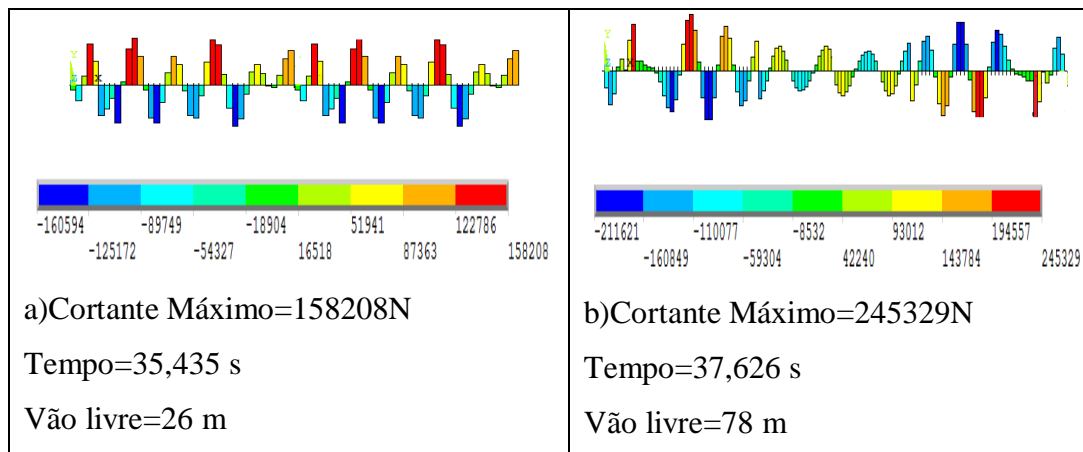 Y
Z
X
-160594
-89749
-18904
51941
122786
-125172
-54327
16518
87363
158208
a)Cortante Máximo=158208N
Tempo=35,435 s
Vão livre=26 m
Y
Z
X
-211621
-110077
-8532
93012
194557
-160849
-59304
42240
143784
245329
b)Cortante Máximo=245329N
Tempo=37,626 s
Vão livre=78 m